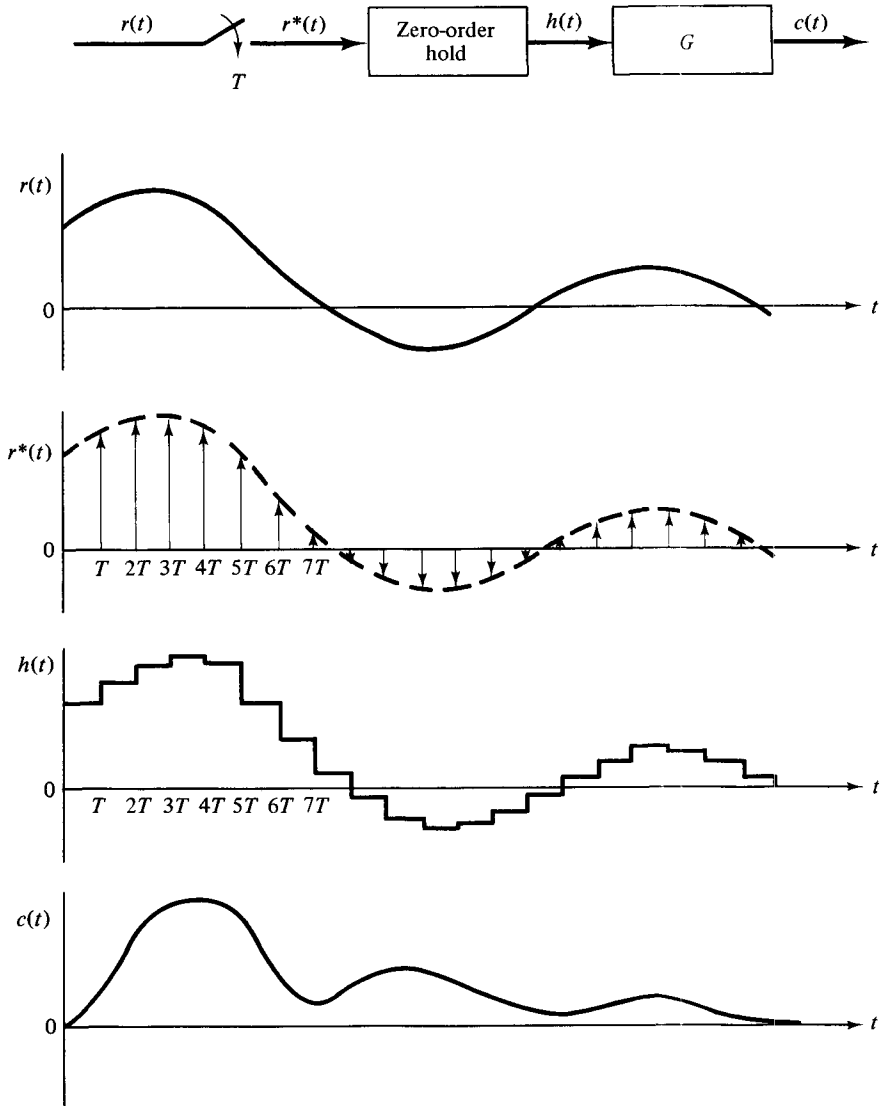 r(t) r*(t) Zero-order hold h(t) G c(t)
T
r(t)
0 t
r*(t)
0 t
T 2T 3T 4T 5T 6T 7T
h(t)
0 t
T 2T 3T 4T 5T 6T 7T
c(t)
0 t